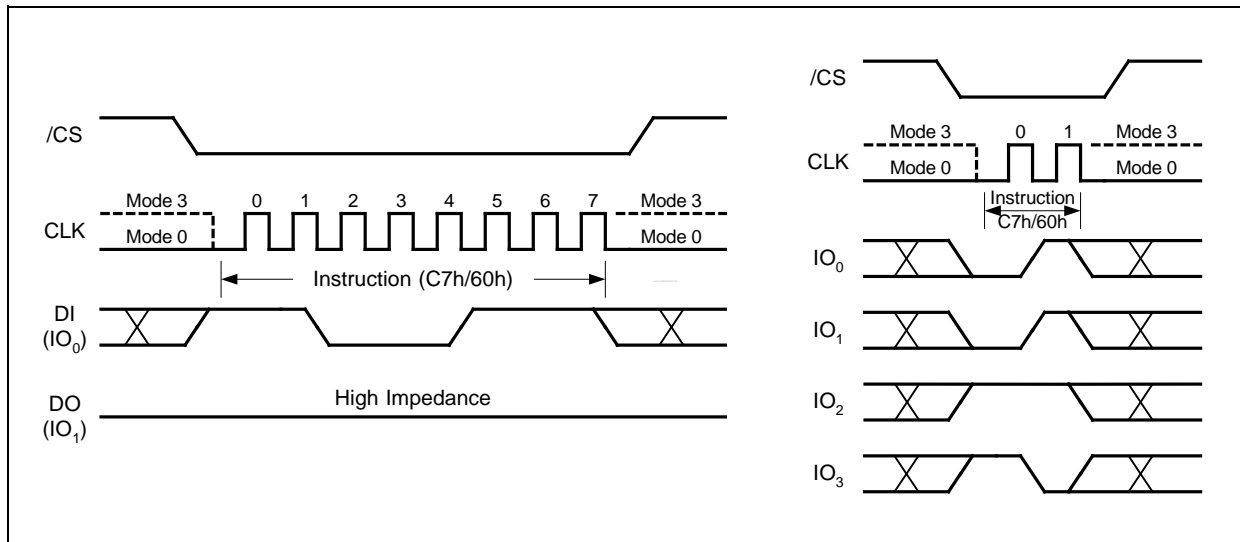 /CS
Mode 3
0 1 2 3 4 5 6 7
Mode 3
CLK
Mode 0
Mode 0
Instruction (C7h/60h)
DI
(IO0)
DO
(IO1)
High Impedance
/CS
Mode 3
0 1
Mode 3
CLK
Mode 0
Mode 0
Instruction
C7h/60h
IO0
IO1
IO2
IO3